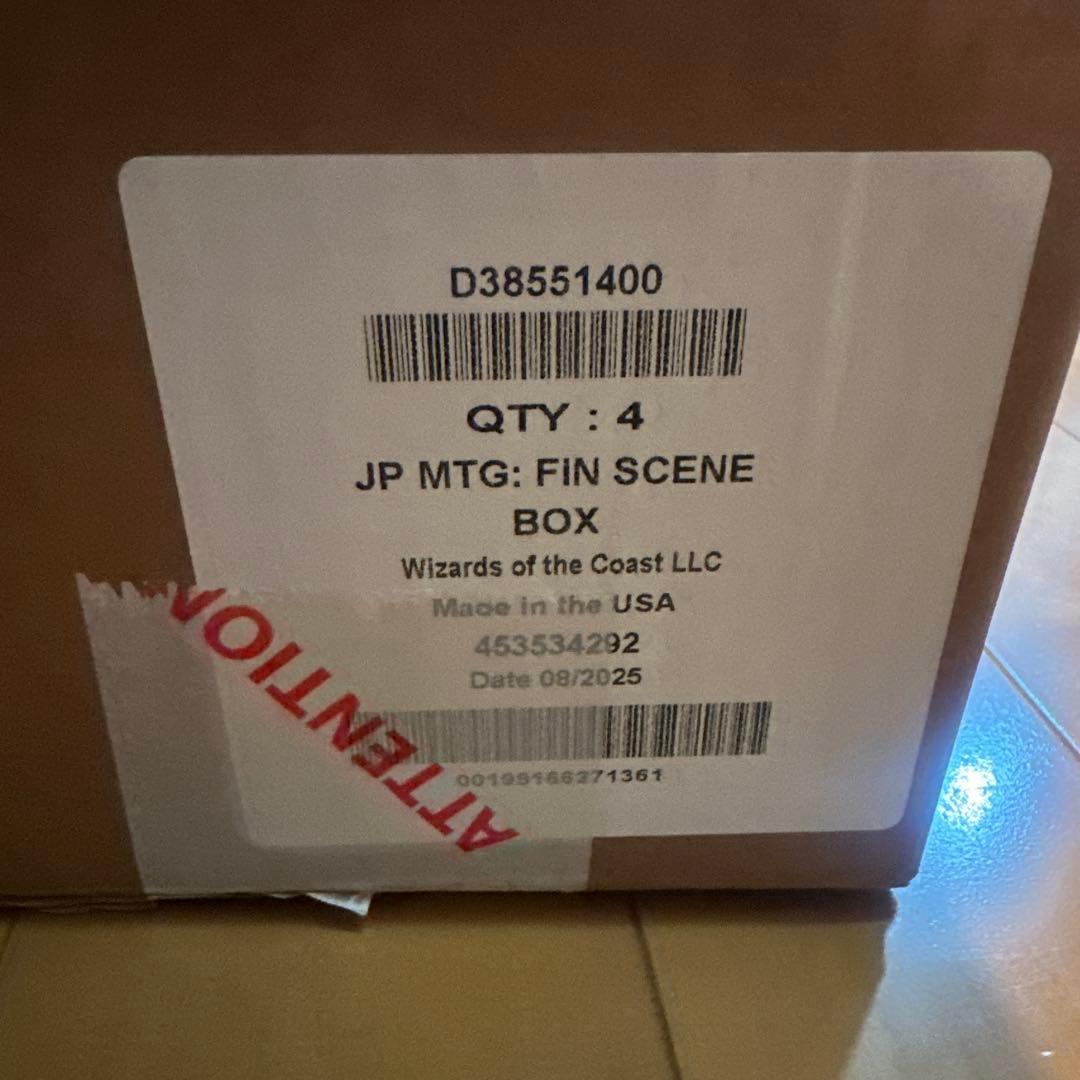 D38551400
QTY : 4
JP MTG: FIN SCENE
BOX
Wizards of the Coast LLC
Made in the USA
453534292
Date 08/2025
00195166271361
ATTENTION